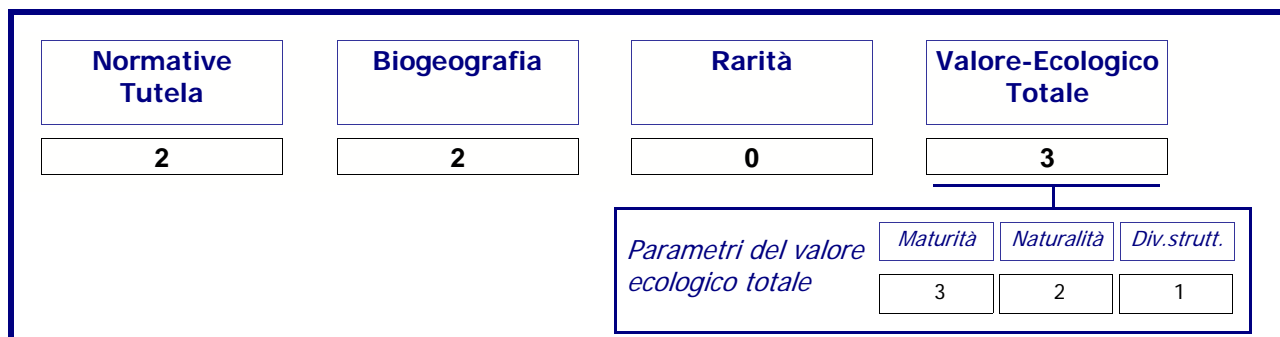 Normative
Tutela
Biogeografia
Rarità
Valore-Ecologico
Totale
2
2
0
3
Parametri del valore
ecologico totale
Maturità
Naturalità
Div.strutt.
3
2
1